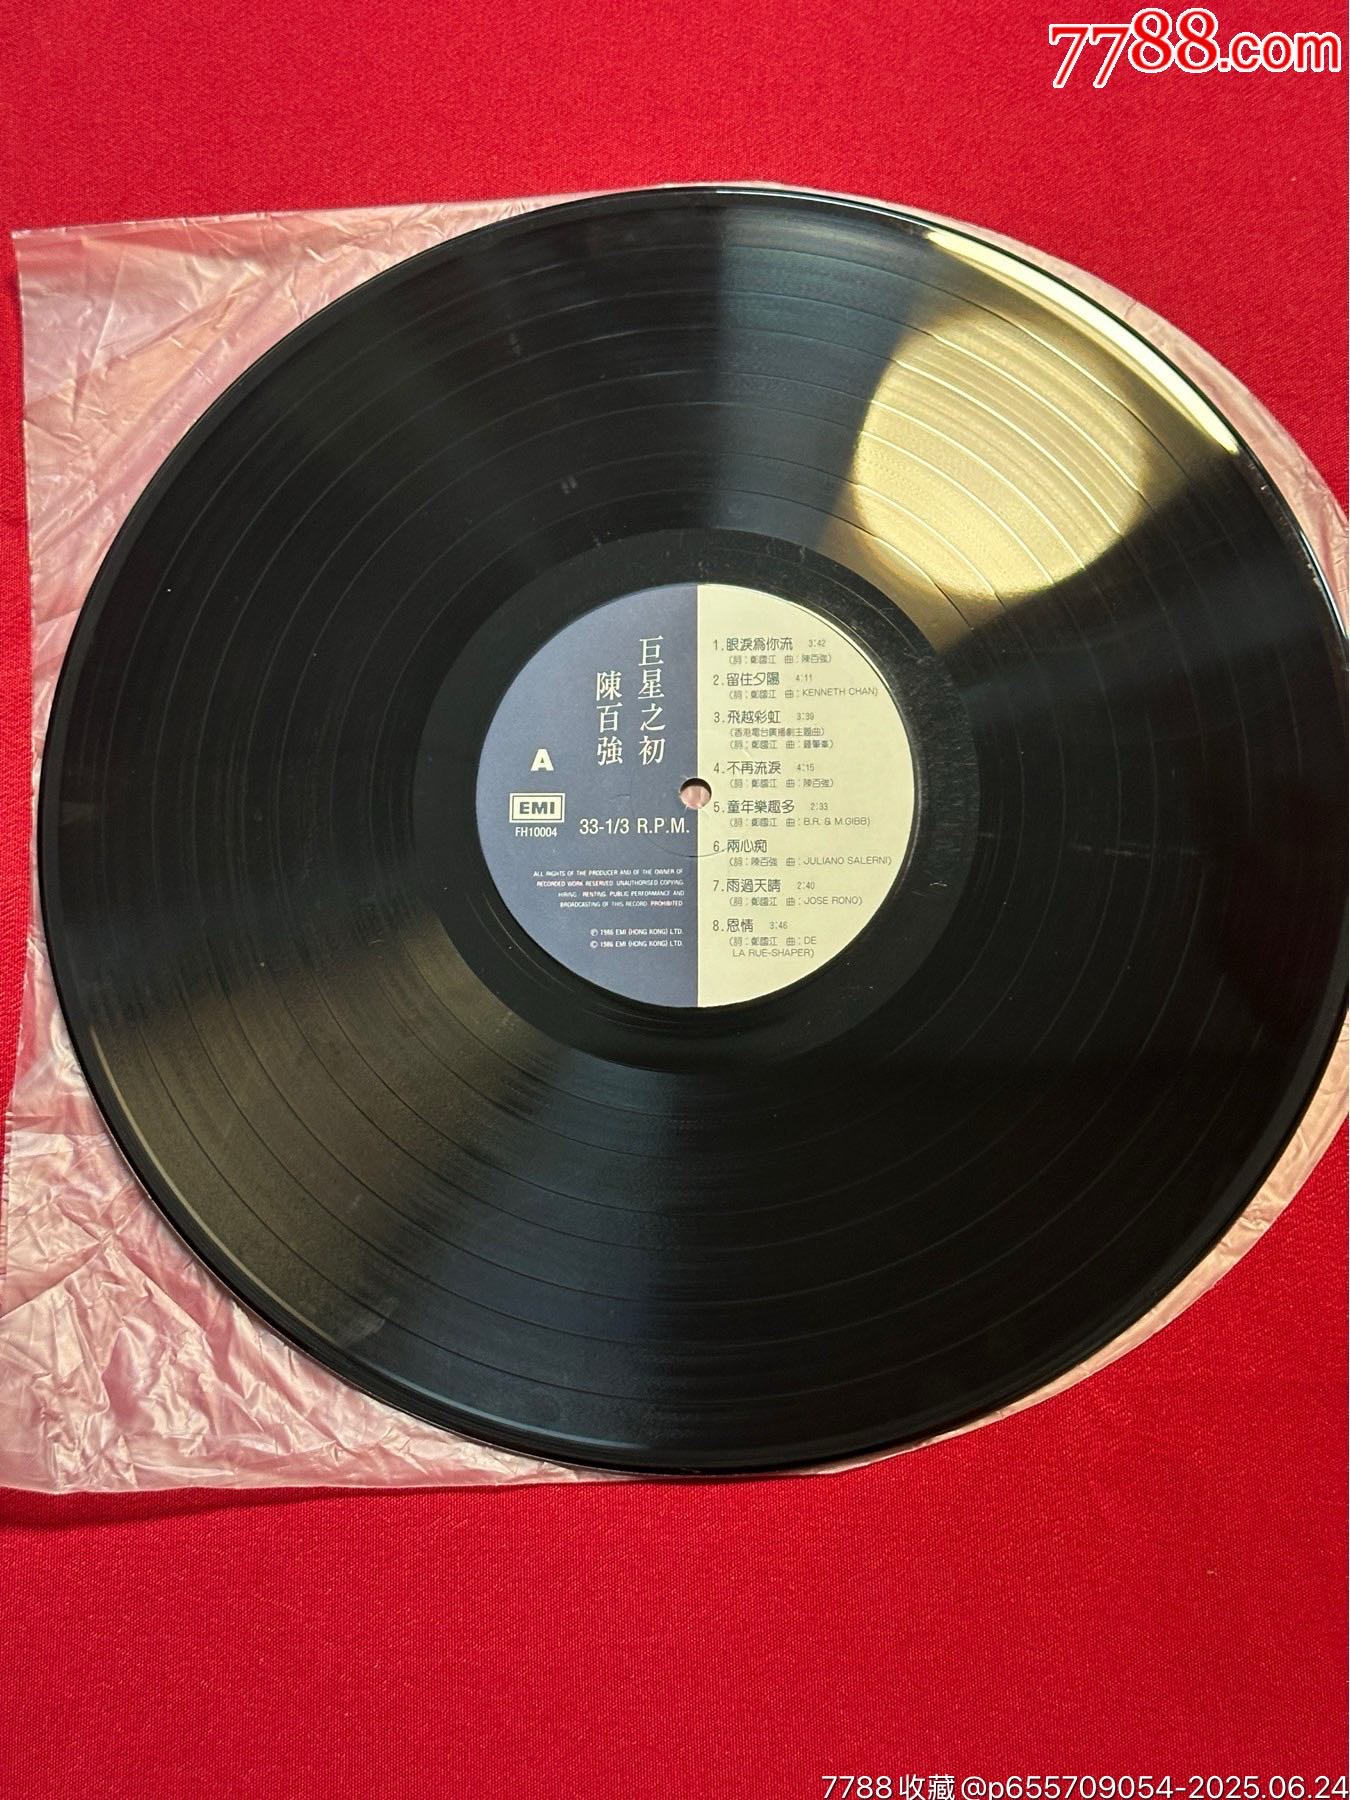 7788.com
巨星之初
陳百強
A
EMI
FH10004
33-1/3 R.P.M.
ALL RIGHTS OF THE PRODUCER AND OF THE OWNER OF
RECORDED WORK RESERVED. UNAUTHORISED COPYING
HIRING. RENTING. PUBLIC PERFORMANCE AND
BROADCASTING OF THIS RECORD PROHIBITED
℗ 1986 EMI (HONG KONG) LTD.
© 1986 EMI (HONG KONG) LTD.
1.眼淚為你流 3:42
(詞:鄭國江 曲:陳百強)
2.留住夕陽 4:11
(詞:鄭國江 曲:KENNETH CHAN)
3.飛越彩虹 3:39
(香港電台廣播劇主題曲)
(詞:鄭國江 曲:鍾肇峯)
4.不再流淚 4:15
(詞:鄭國江 曲:陳百強)
5.童年樂趣多 2:33
(詞:鄭國江 曲:B.R. & M.GIBB)
6.兩心痴
(詞:陳百強 曲:JULIANO SALERNI)
7.雨過天晴 2:40
(詞:鄭國江 曲:JOSE RONO)
8.恩情 3:46
(詞:鄭國江 曲:DE
LA RUE-SHAPER)
7788收藏@p655709054-2025.06.24